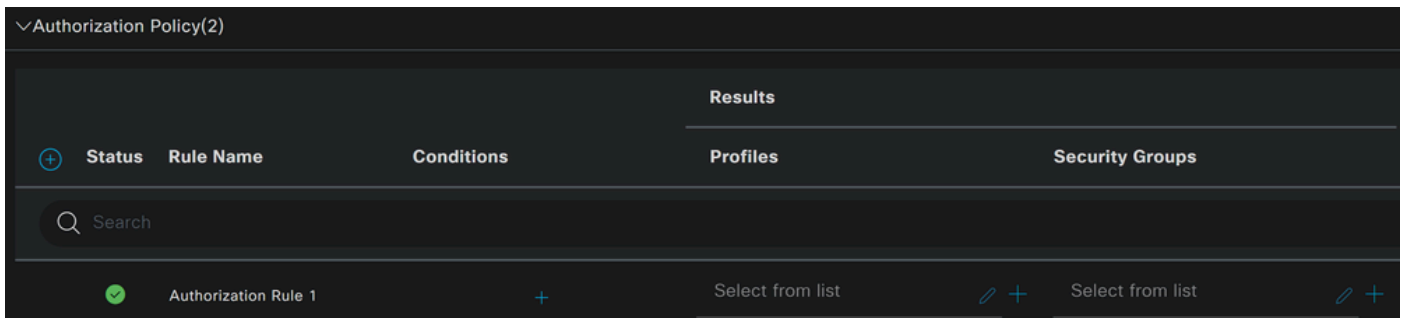 Authorization Policy(2)
Results
Status Rule Name Conditions Profiles Security Groups
Search
Authorization Rule 1 Select from list Select from list